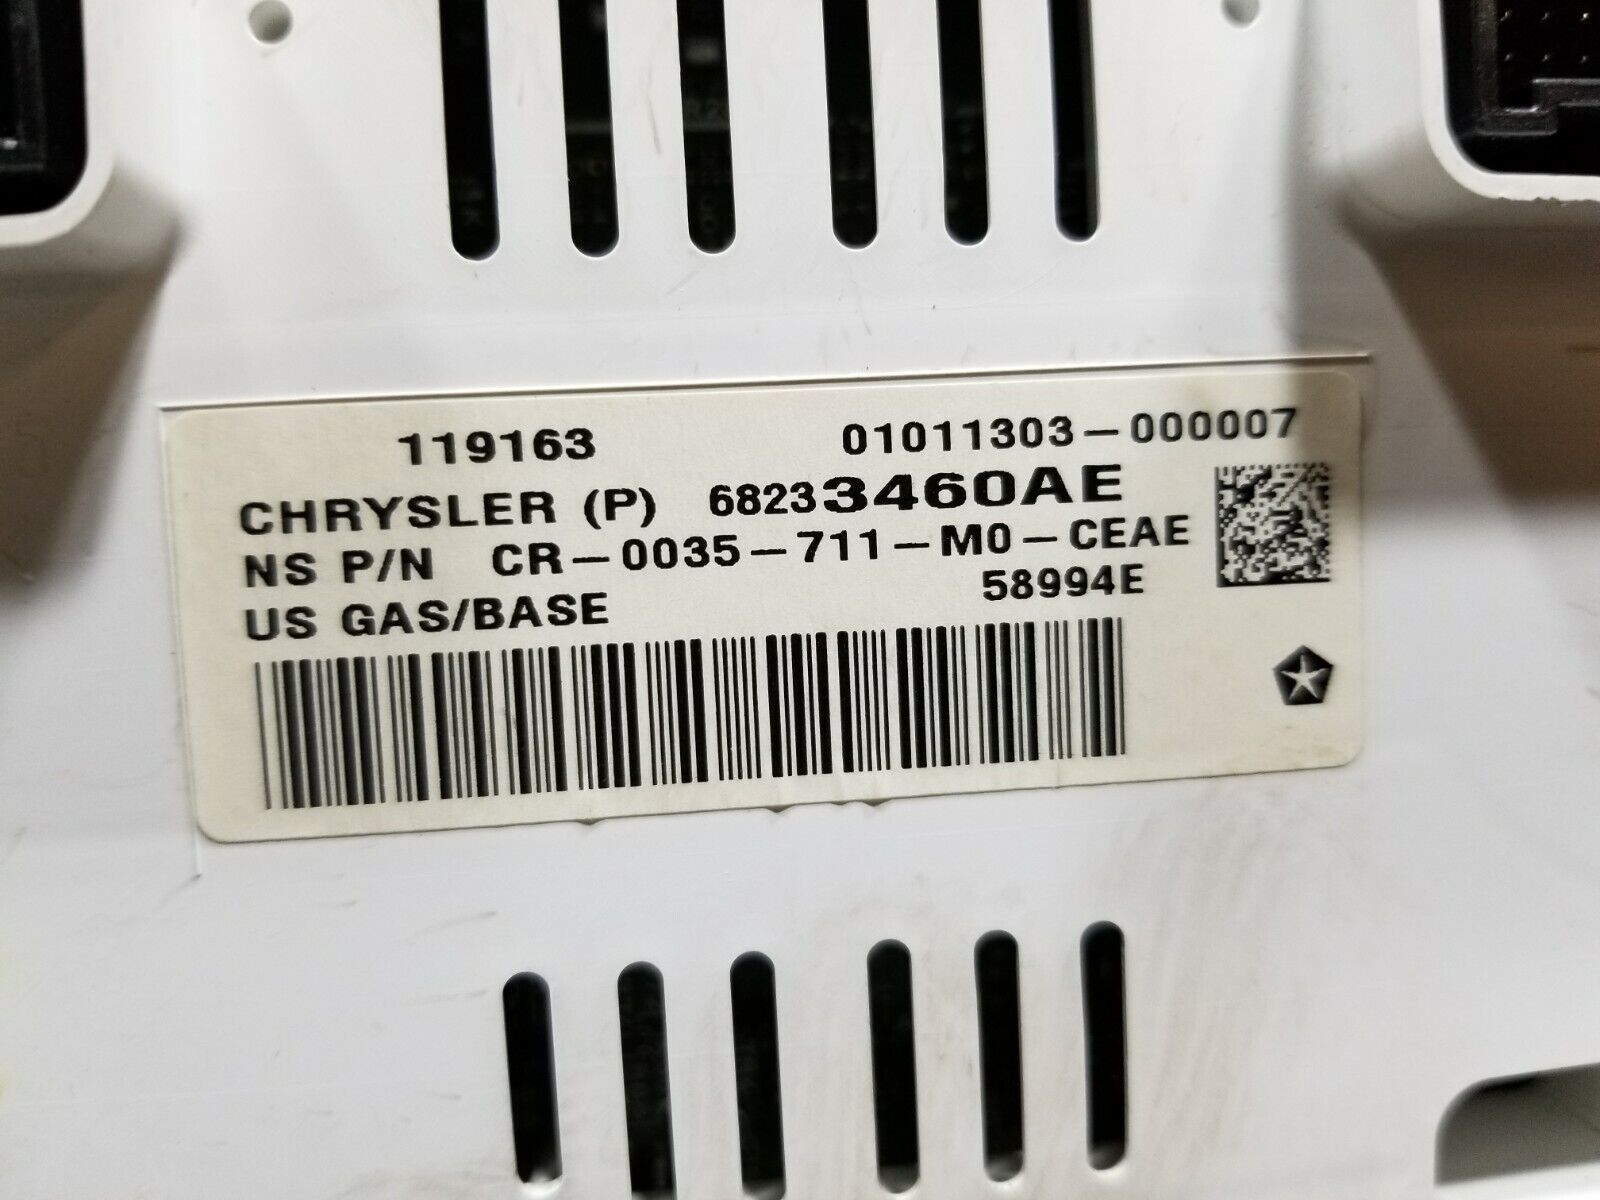 119163 01011303-000007
CHRYSLER (P) 68233460AE
NS P/N CR-0035-711-M0-CEAE
US GAS/BASE 58994E